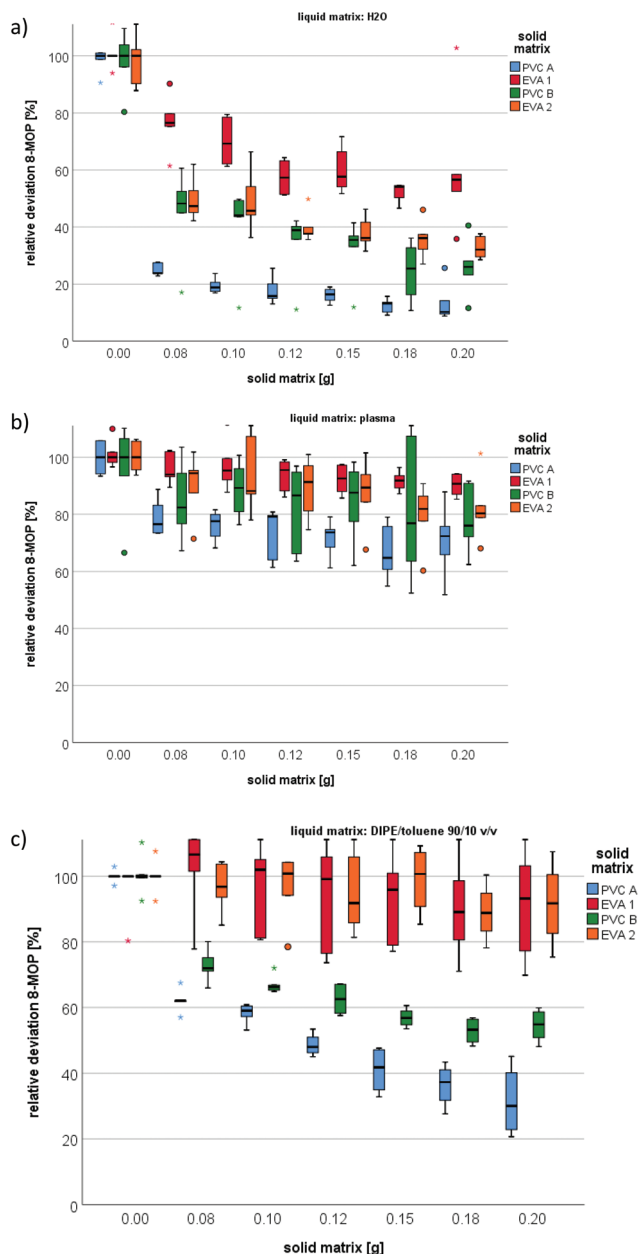 a)
liquid matrix: H2O
relative deviation 8-MOP [%]
100
80
60
40
20
0
0.00 0.08 0.10 0.12 0.15 0.18 0.20
solid matrix [g]
solid
matrix
PVC A
EVA 1
PVC B
EVA 2
b)
liquid matrix: plasma
relative deviation 8-MOP [%]
100
80
60
40
20
0
0.00 0.08 0.10 0.12 0.15 0.18 0.20
solid matrix [g]
solid
matrix
PVC A
EVA 1
PVC B
EVA 2
c)
liquid matrix: DIPE/toluene 90/10 v/v
relative deviation 8-MOP [%]
100
80
60
40
20
0
0.00 0.08 0.10 0.12 0.15 0.18 0.20
solid matrix [g]
solid
matrix
PVC A
EVA 1
PVC B
EVA 2